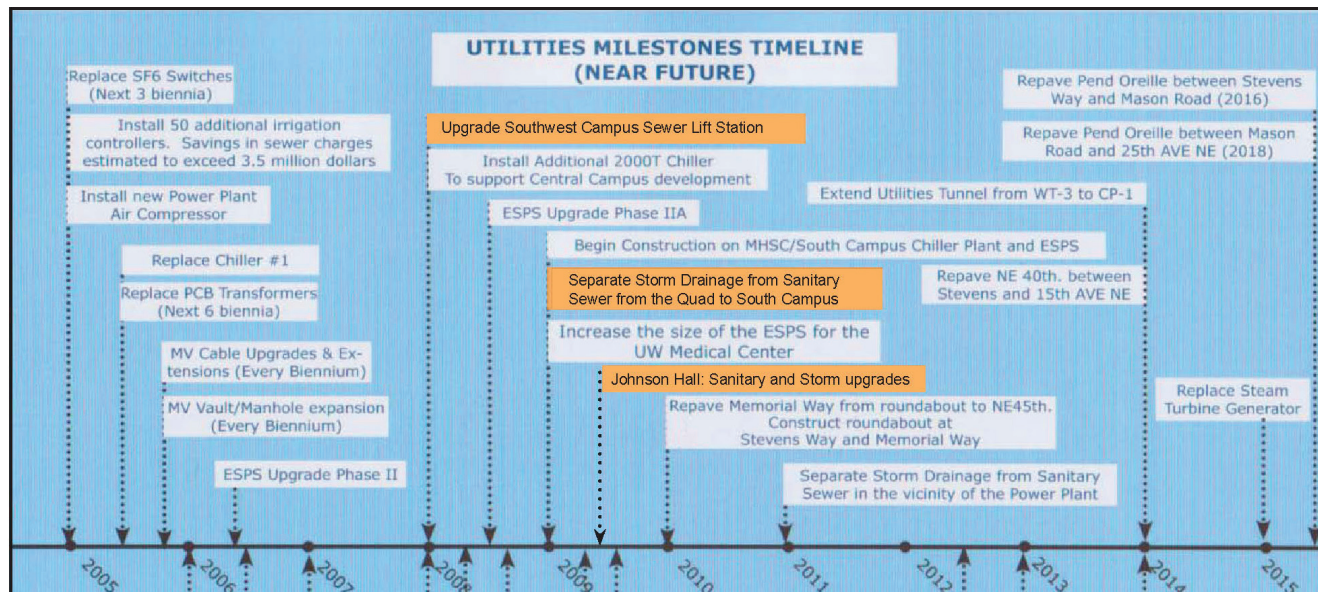 UTILITIES MILESTONES TIMELINE
(NEAR FUTURE)
Replace SF6 Switches
(Next 3 biennia)
Install 50 additional irrigation
controllers. Savings in sewer charges
estimated to exceed 3.5 million dollars
Install new Power Plant
Air Compressor
Replace Chiller #1
Replace PCB Transformers
(Next 6 biennia)
MV Cable Upgrades & Ex-
tensions (Every Biennium)
MV Vault/Manhole expansion
(Every Biennium)
ESPS Upgrade Phase II
Upgrade Southwest Campus Sewer Lift Station
Install Additional 2000T Chiller
To support Central Campus development
ESPS Upgrade Phase IIA
Begin Construction on MHSC/South Campus Chiller Plant and ESPS
Separate Storm Drainage from Sanitary
Sewer from the Quad to South Campus
Increase the size of the ESPS for the
UW Medical Center
Johnson Hall: Sanitary and Storm upgrades
Repave Memorial Way from roundabout to NE45th.
Construct roundabout at
Stevens Way and Memorial Way
Separate Storm Drainage from Sanitary
Sewer in the vicinity of the Power Plant
Repave Pend Oreille between Stevens
Way and Mason Road (2016)
Repave Pend Oreille between Mason
Road and 25th AVE NE (2018)
Extend Utilities Tunnel from WT-3 to CP-1
Repave NE 40th. between
Stevens and 15th AVE NE
Replace Steam
Turbine Generator
2005
2006
2007
2008
2009
2010
2011
2012
2013
2014
2015